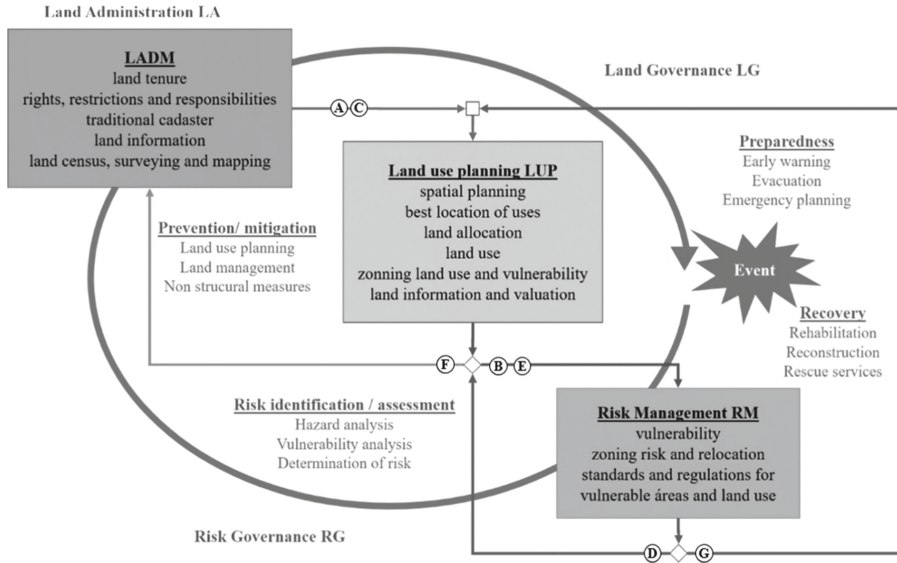 Land Administration LA
LADM
land tenure
rights, restrictions and responsibilities
traditional cadaster
land information
land census, surveying and mapping
A C
Land Governance LG
Land use planning LUP
spatial planning
best location of uses
land allocation
land use
zonning land use and vulnerability
land information and valuation
Preparedness
Early warning
Evacuation
Emergency planning
Prevention/ mitigation
Land use planning
Land management
Non strucural measures
Event
Recovery
Rehabilitation
Reconstruction
Rescue services
F B E
Risk identification / assessment
Hazard analysis
Vulnerability analysis
Determination of risk
Risk Management RM
vulnerability
zoning risk and relocation
standards and regulations for
vulnerable áreas and land use
Risk Governance RG
D G